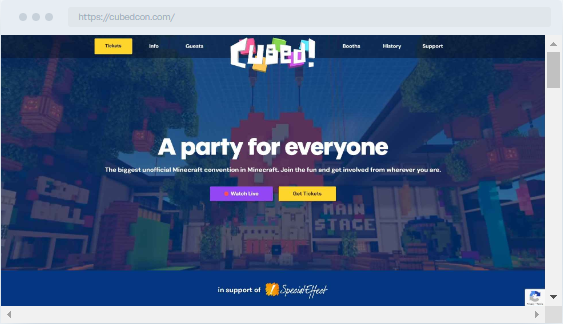 https://cubedcon.com/
Tickets
Info
Guests
Cubed!
Booths
History
Support
A party for everyone
The biggest unofficial Minecraft convention in Minecraft. Join the fun and get involved from wherever you are.
Watch Live
Get Tickets
MAIN
STAGE
in support of SpecialEffect